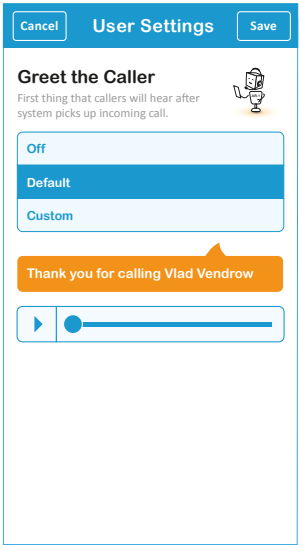 Cancel
User Settings
Save
Greet the Caller
First thing that callers will hear after
system picks up incoming call.
Off
Default
Custom
Thank you for calling Vlad Vendrow